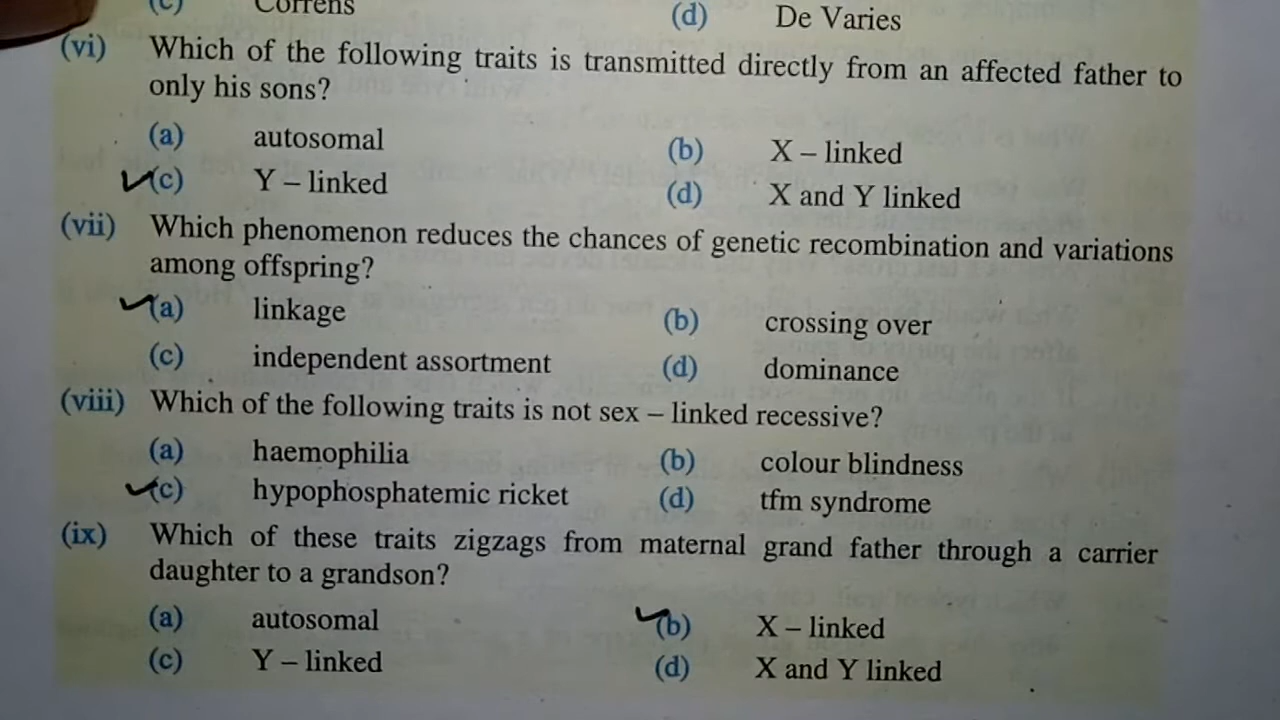 (c) Correns (d) De Varies
(vi) Which of the following traits is transmitted directly from an affected father to
only his sons?
(a) autosomal (b) X – linked
(c) Y – linked (d) X and Y linked
(vii) Which phenomenon reduces the chances of genetic recombination and variations
among offspring?
(a) linkage (b) crossing over
(c) independent assortment (d) dominance
(viii) Which of the following traits is not sex – linked recessive?
(a) haemophilia (b) colour blindness
(c) hypophosphatemic ricket (d) tfm syndrome
(ix) Which of these traits zigzags from maternal grand father through a carrier
daughter to a grandson?
(a) autosomal (b) X – linked
(c) Y – linked (d) X and Y linked